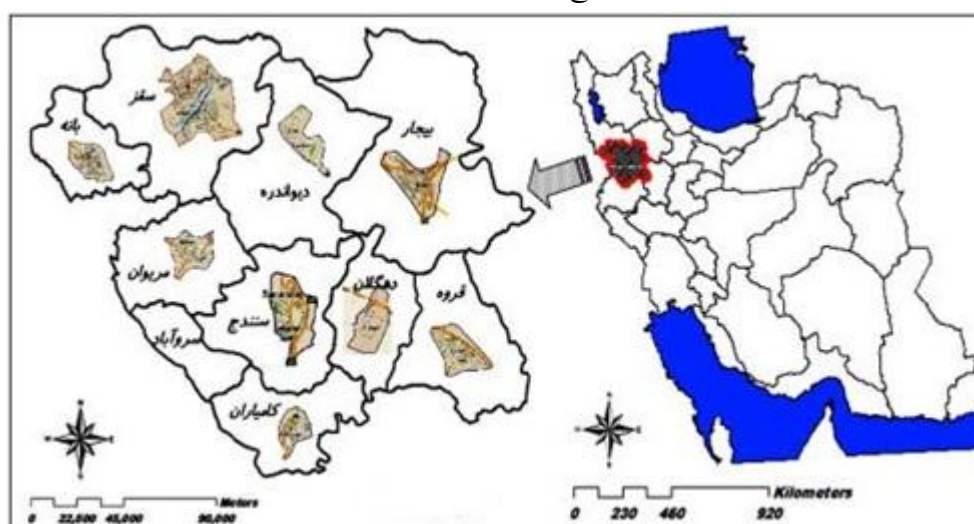 سقز
بانه
بیجار
دیواندره
مریوان
دهگلان
قروه
سنندج
سروآباد
کامیاران
Meters
0 22,500 45,000 90,000
Kilometers
0 230 460 920